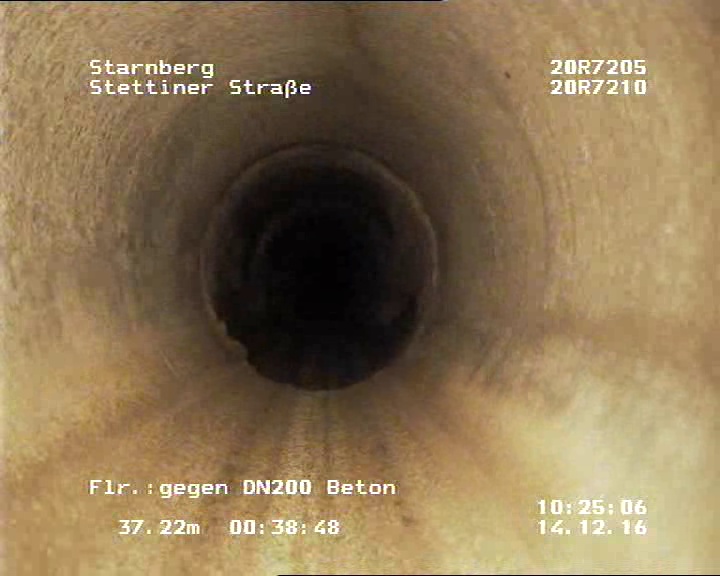 Starnberg 20R7205
Stettiner Straße 20R7210
Flr.:gegen DN200 Beton
10:25:06
37.22m 00:38:48 14.12.16